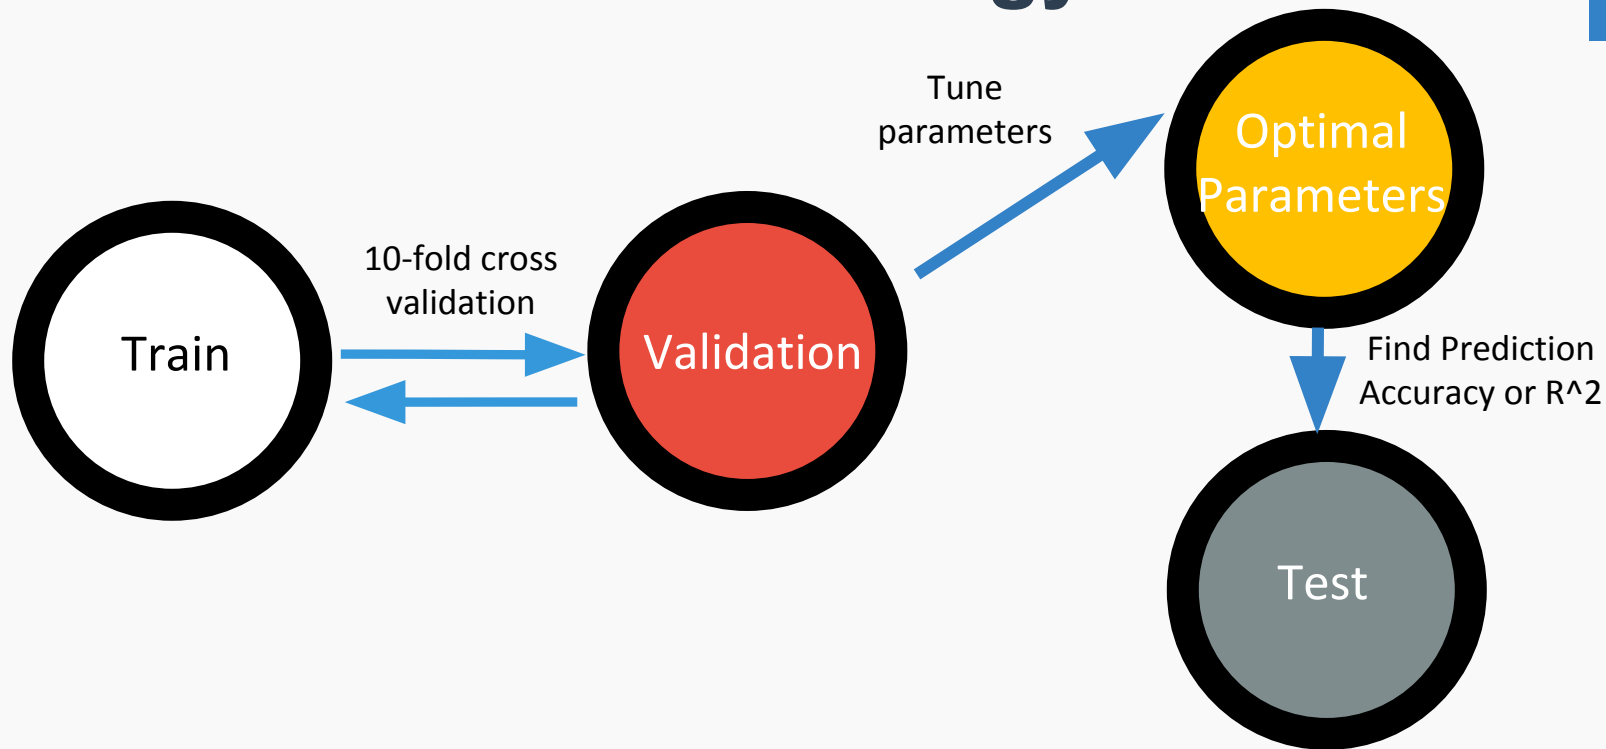 Tune
parameters
Optimal
Parameters
10-fold cross
validation
Train
Validation
Find Prediction
Accuracy or R^2
Test